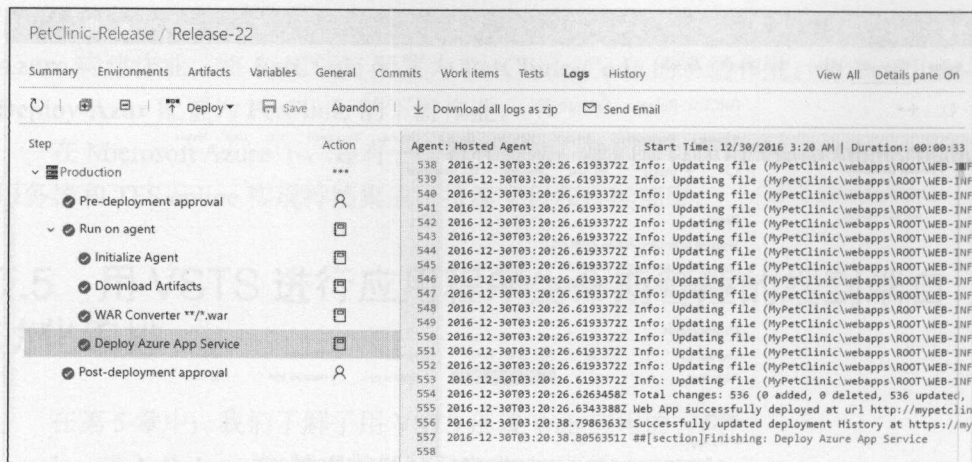 PetClinic-Release / Release-22
Summary Environments Artifacts Variables General Commits Work items Tests Logs History View All Details pane On
Deploy Save Abandon Download all logs as zip Send Email
Step Action Agent: Hosted Agent Start Time: 12/30/2016 3:20 AM | Duration: 00:00:33
Production
Pre-deployment approval
Run on agent
Initialize Agent
Download Artifacts
WAR Converter **/*.war
Deploy Azure App Service
Post-deployment approval
538 2016-12-30T03:20:26.6193372Z Info: Updating file (MyPetClinic\webapps\ROOT\WEB-INF
539 2016-12-30T03:20:26.6193372Z Info: Updating file (MyPetClinic\webapps\ROOT\WEB-INF
540 2016-12-30T03:20:26.6193372Z Info: Updating file (MyPetClinic\webapps\ROOT\WEB-INF
541 2016-12-30T03:20:26.6193372Z Info: Updating file (MyPetClinic\webapps\ROOT\WEB-INF
542 2016-12-30T03:20:26.6193372Z Info: Updating file (MyPetClinic\webapps\ROOT\WEB-INF
543 2016-12-30T03:20:26.6193372Z Info: Updating file (MyPetClinic\webapps\ROOT\WEB-INF
544 2016-12-30T03:20:26.6193372Z Info: Updating file (MyPetClinic\webapps\ROOT\WEB-INF
545 2016-12-30T03:20:26.6193372Z Info: Updating file (MyPetClinic\webapps\ROOT\WEB-INF
546 2016-12-30T03:20:26.6193372Z Info: Updating file (MyPetClinic\webapps\ROOT\WEB-INF
547 2016-12-30T03:20:26.6193372Z Info: Updating file (MyPetClinic\webapps\ROOT\WEB-INF
548 2016-12-30T03:20:26.6193372Z Info: Updating file (MyPetClinic\webapps\ROOT\WEB-INF
549 2016-12-30T03:20:26.6193372Z Info: Updating file (MyPetClinic\webapps\ROOT\WEB-INF
550 2016-12-30T03:20:26.6193372Z Info: Updating file (MyPetClinic\webapps\ROOT\WEB-INF
551 2016-12-30T03:20:26.6193372Z Info: Updating file (MyPetClinic\webapps\ROOT\WEB-INF
552 2016-12-30T03:20:26.6193372Z Info: Updating file (MyPetClinic\webapps\ROOT\WEB-INF
553 2016-12-30T03:20:26.6193372Z Info: Updating file (MyPetClinic\webapps\ROOT\WEB-INF
554 2016-12-30T03:20:26.6263458Z Total changes: 536 (0 added, 0 deleted, 536 updated,
555 2016-12-30T03:20:26.6343388Z Web App successfully deployed at url http://mypetclin
556 2016-12-30T03:20:38.7986363Z Successfully updated deployment History at https://my
557 2016-12-30T03:20:38.8056351Z ##[section]Finishing: Deploy Azure App Service
558